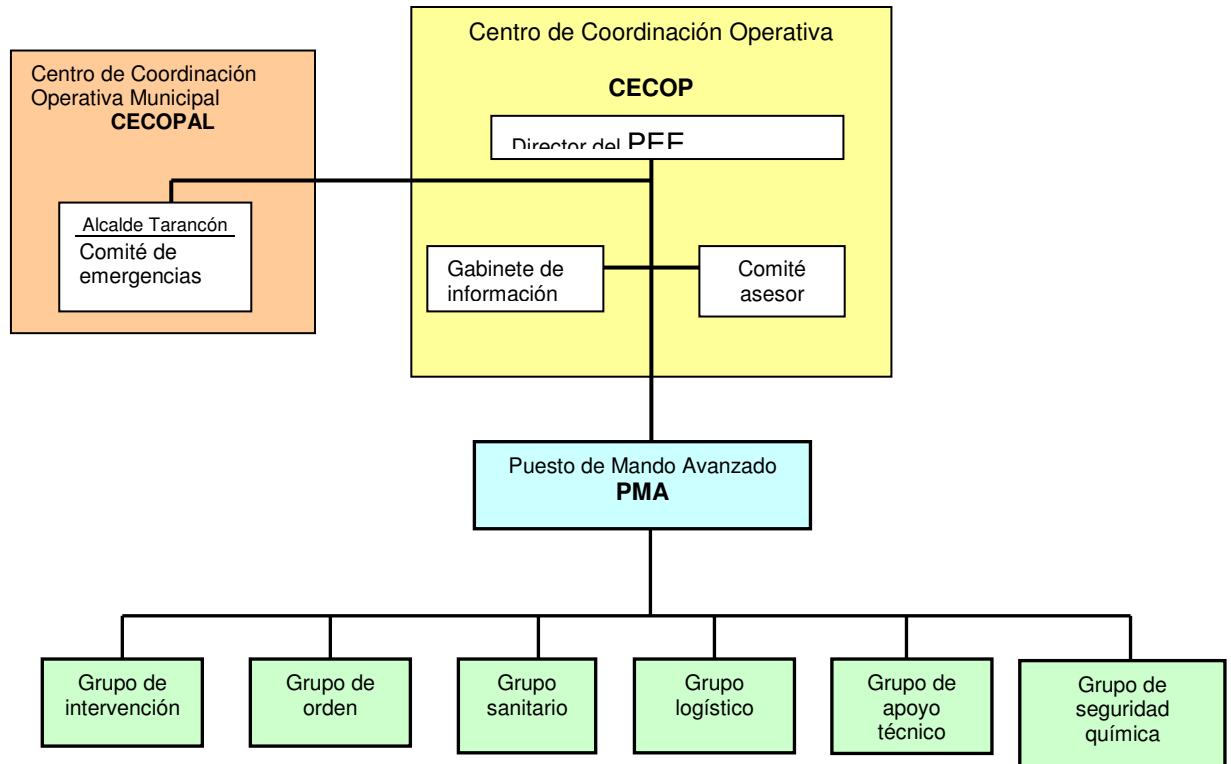 Centro de Coordinación Operativa
CECOP
Director del PEE
Gabinete de
información
Comité
asesor
Centro de Coordinación
Operativa Municipal
CECOPAL
Alcalde Tarancón
Comité de
emergencias
Puesto de Mando Avanzado
PMA
Grupo de
intervención
Grupo de
orden
Grupo
sanitario
Grupo
logístico
Grupo de
apoyo
técnico
Grupo de
seguridad
química